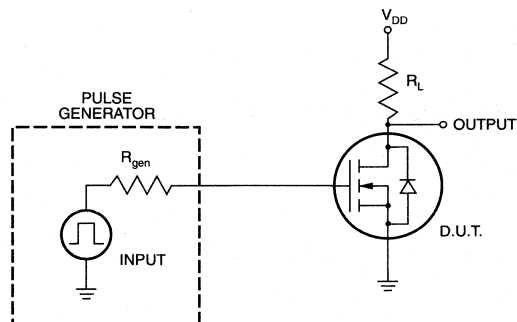 V_DD
R_L
PULSE
GENERATOR
OUTPUT
R_gen
INPUT
D.U.T.